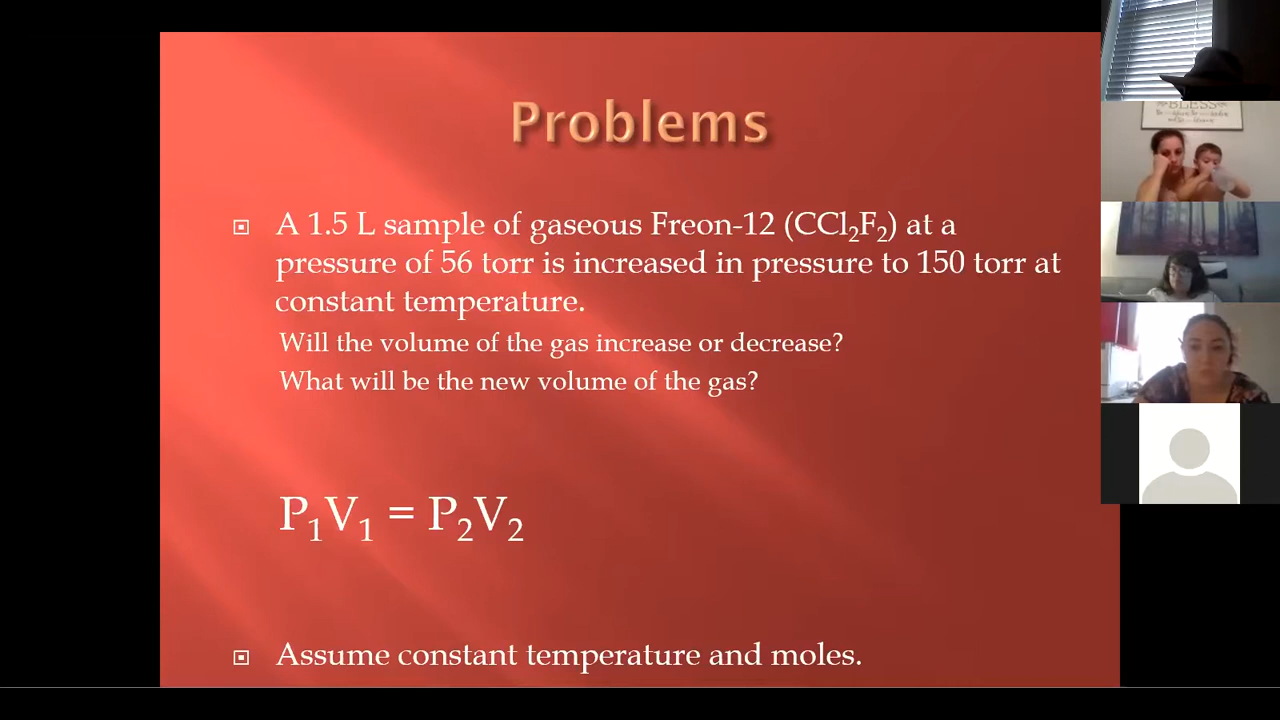 Problems
A 1.5 L sample of gaseous Freon-12 (CCl₂F₂) at a
pressure of 56 torr is increased in pressure to 150 torr at
constant temperature.
Will the volume of the gas increase or decrease?
What will be the new volume of the gas?
P₁V₁ = P₂V₂
Assume constant temperature and moles.
BLESS